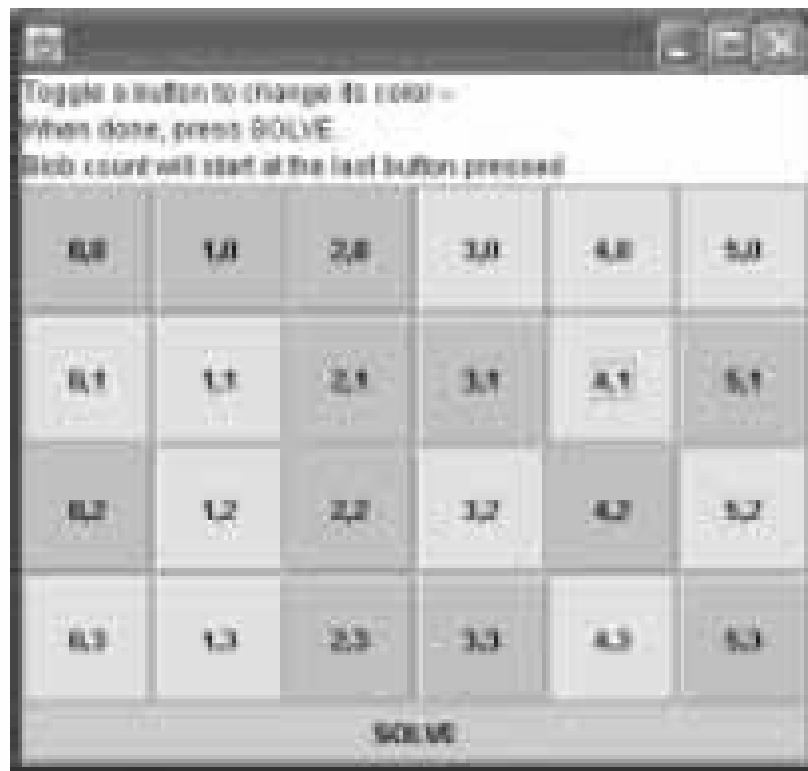 Toggle a button to change its color --
When done, press SOLVE.
Blob count will start at the last button pressed
0,0 1,0 2,0 3,0 4,0 5,0
0,1 1,1 2,1 3,1 4,1 5,1
0,2 1,2 2,2 3,2 4,2 5,2
0,3 1,3 2,3 3,3 4,3 5,3
SOLVE